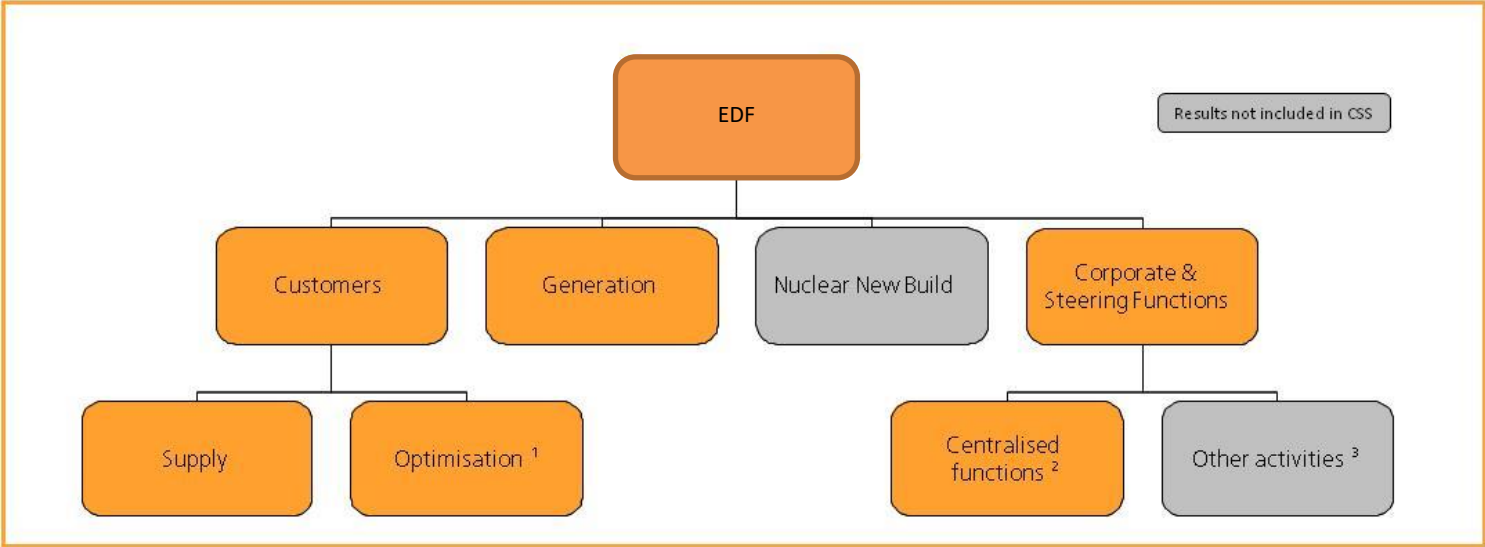 EDF
Results not included in CSS
Customers
Generation
Nuclear New Build
Corporate &
Steering Functions
Supply
Optimisation ¹
Centralised
functions ²
Other activities ³